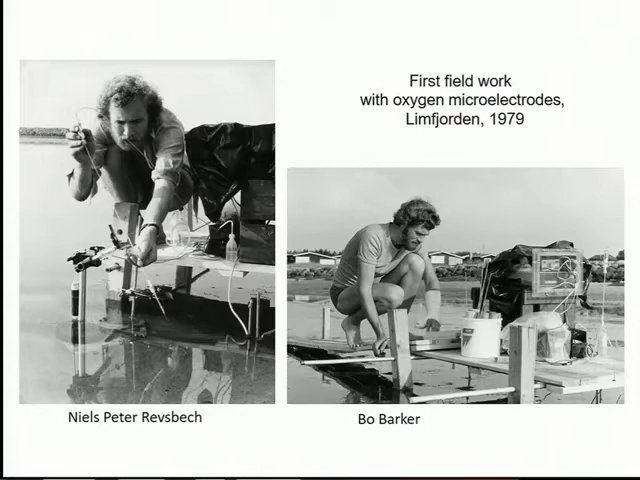 First field work
with oxygen microelectrodes,
Limfjorden, 1979
Niels Peter Revsbech
Bo Barker